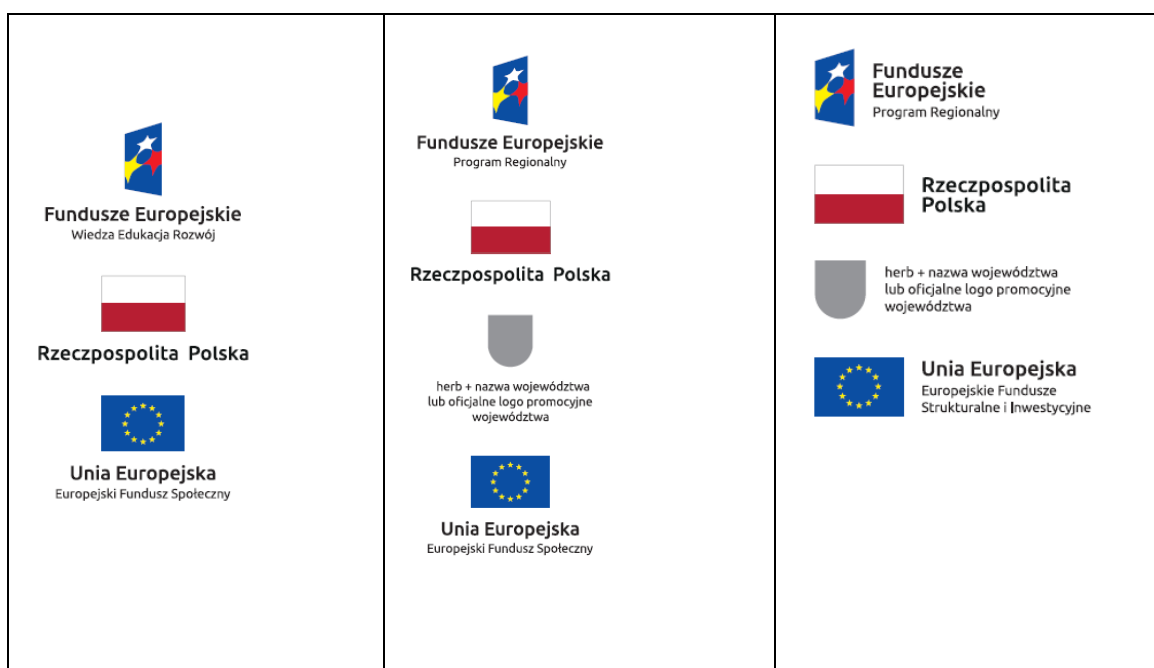 Fundusze Europejskie
Wiedza Edukacja Rozwój
Rzeczpospolita Polska
Unia Europejska
Europejski Fundusz Społeczny
Fundusze Europejskie
Program Regionalny
Rzeczpospolita Polska
herb + nazwa województwa
lub oficjalne logo promocyjne
województwa
Unia Europejska
Europejski Fundusz Społeczny
Fundusze
Europejskie
Program Regionalny
Rzeczpospolita
Polska
herb + nazwa województwa
lub oficjalne logo promocyjne
województwa
Unia Europejska
Europejskie Fundusze
Strukturalne i Inwestycyjne